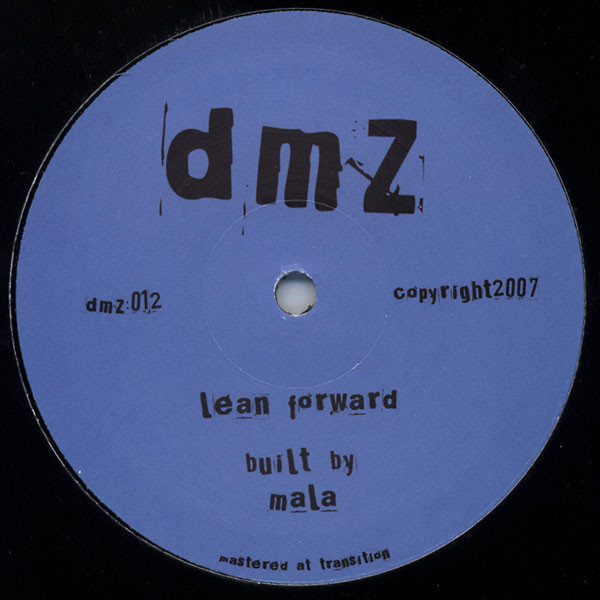 dmz
dmz:012
copyright2007
lean forward
built by
mala
mastered at transition